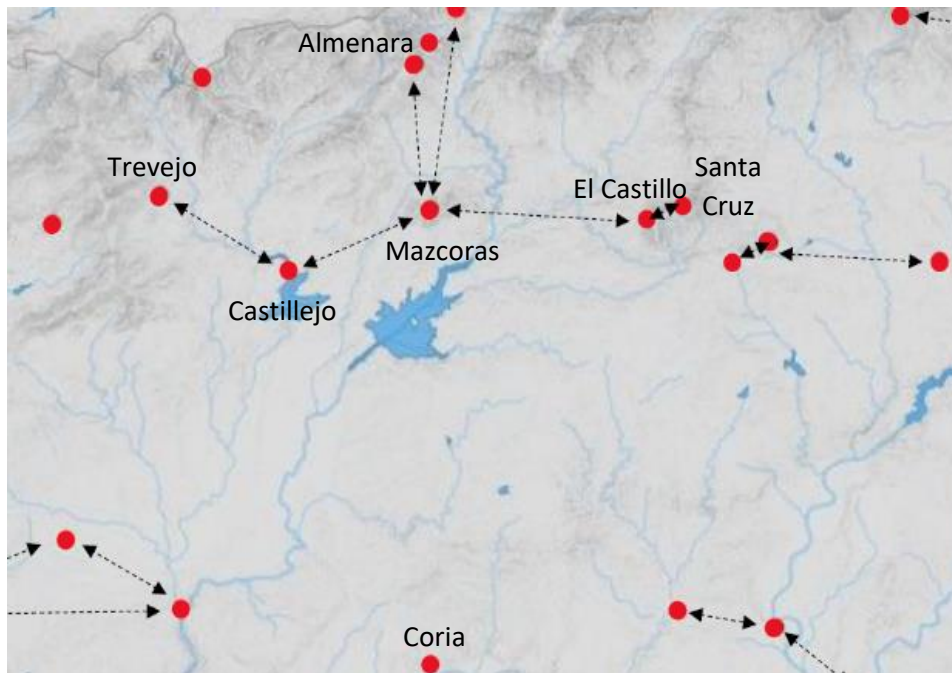 Almenara
Trevejo
Santa
El Castillo
Cruz
Mazcoras
Castillejo
Coria